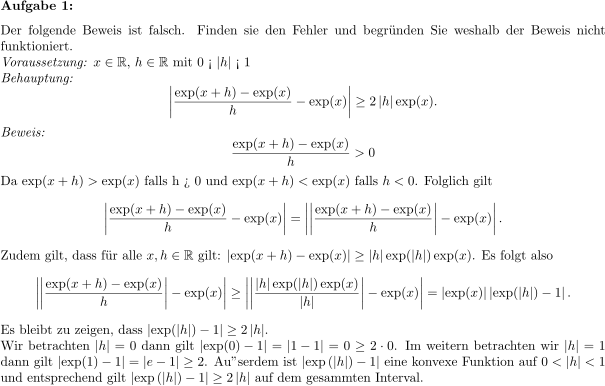 Aufgabe 1:
Der folgende Beweis ist falsch. Finden sie den Fehler und begründen Sie weshalb der Beweis nicht
funktioniert.
Voraussetzung: x ∈ ℝ, h ∈ ℝ mit 0 ¡ |h| ¡ 1
Behauptung:
|(exp(x + h) − exp(x))/h − exp(x)| ≥ 2 |h| exp(x).
Beweis:
(exp(x + h) − exp(x))/h > 0
Da exp(x + h) > exp(x) falls h ¿ 0 und exp(x + h) < exp(x) falls h < 0. Folglich gilt
|(exp(x + h) − exp(x))/h − exp(x)| = ||(exp(x + h) − exp(x))/h| − exp(x)|.
Zudem gilt, dass für alle x, h ∈ ℝ gilt: |exp(x + h) − exp(x)| ≥ |h| exp(|h|) exp(x). Es folgt also
||(exp(x + h) − exp(x))/h| − exp(x)| ≥ ||(|h| exp(|h|) exp(x))/|h|| − exp(x)| = |exp(x)| |exp(|h|) − 1| .
Es bleibt zu zeigen, dass |exp(|h|) − 1| ≥ 2 |h|.
Wir betrachten |h| = 0 dann gilt |exp(0) − 1| = |1 − 1| = 0 ≥ 2 · 0. Im weitern betrachten wir |h| = 1
dann gilt |exp(1) − 1| = |e − 1| ≥ 2. Au"serdem ist |exp (|h|) − 1| eine konvexe Funktion auf 0 < |h| < 1
und entsprechend gilt |exp (|h|) − 1| ≥ 2 |h| auf dem gesammten Interval.